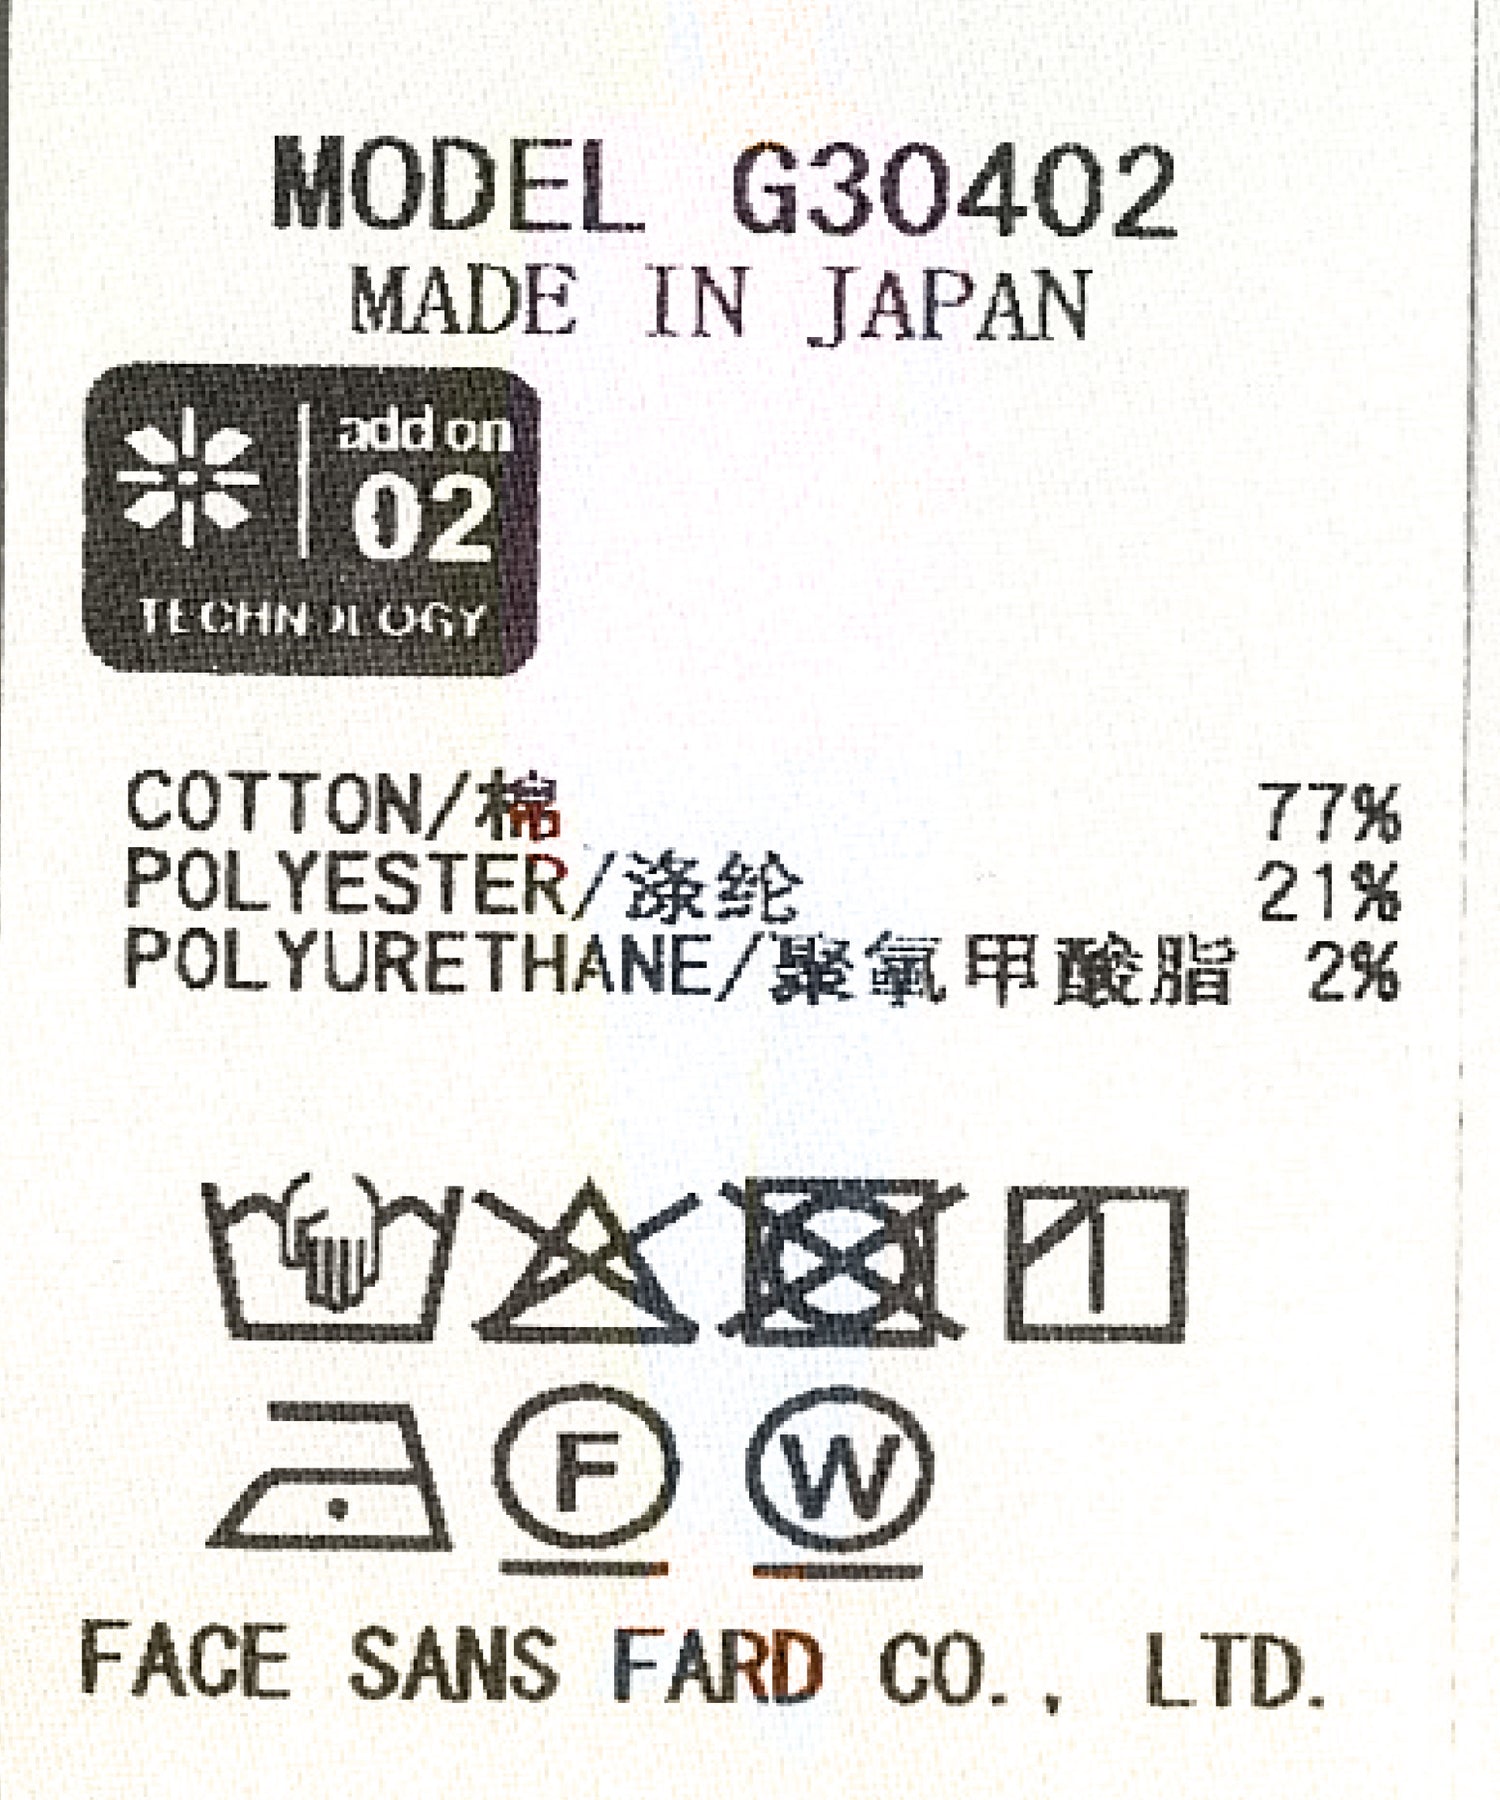 MODEL G30402
MADE IN JAPAN
add on
02
TECHNOLOGY
COTTON/棉 77%
POLYESTER/涤纶 21%
POLYURETHANE/聚氨甲酸脂 2%
F W
FACE SANS FARD CO., LTD.